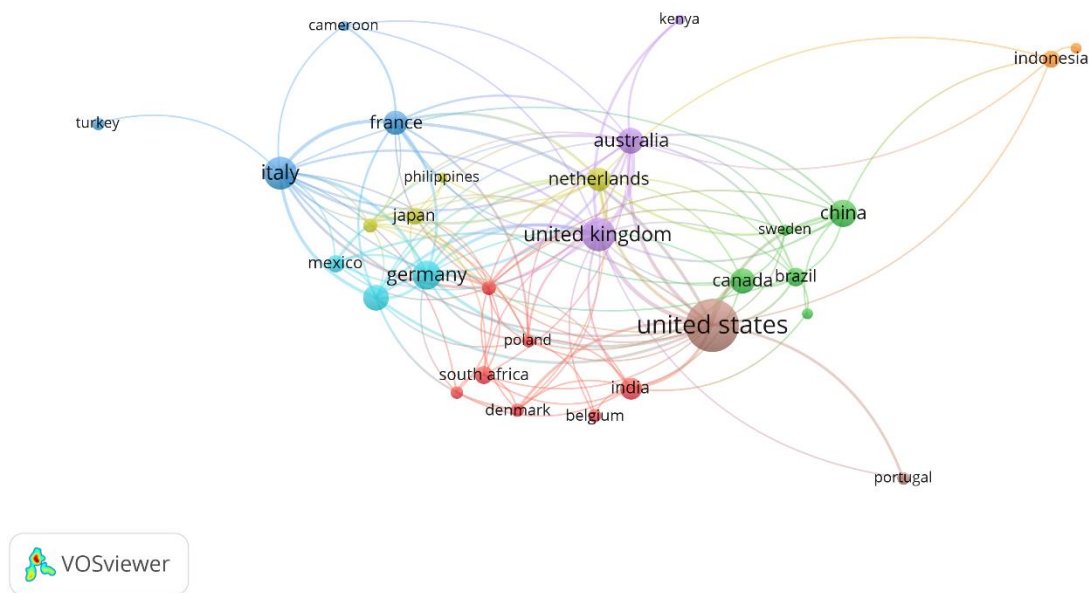 kenya
cameroon
indonesia
turkey
france
australia
italy
philippines
netherlands
japan
china
sweden
united kingdom
mexico
germany
canada
brazil
united states
poland
south africa
india
denmark
belgium
portugal
VOSviewer